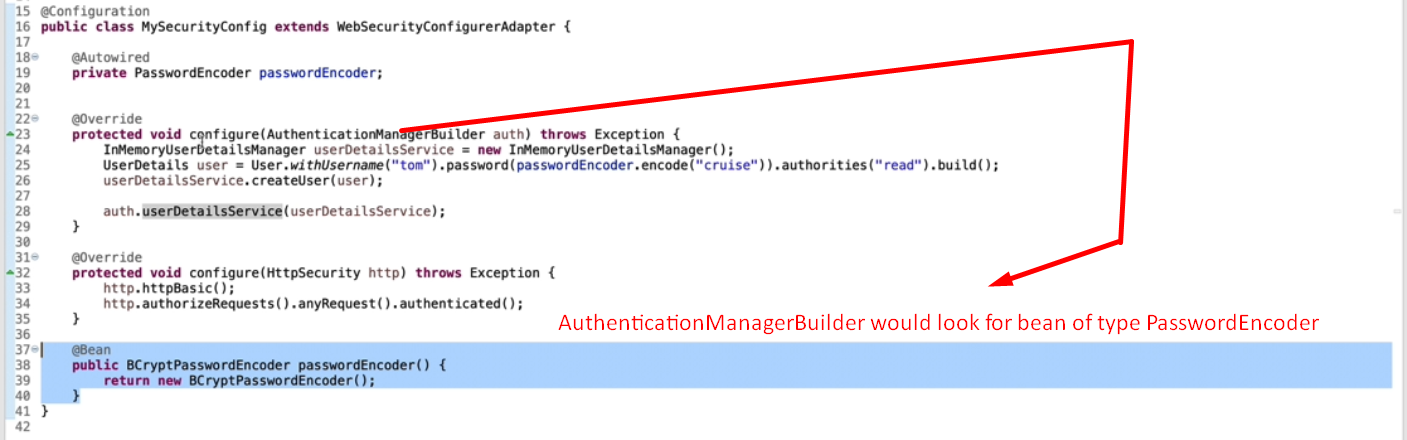 15 @Configuration
16 public class MySecurityConfig extends WebSecurityConfigurerAdapter {
17
18 @Autowired
19 private PasswordEncoder passwordEncoder;
20
21
22 @Override
23 protected void configure(AuthenticationManagerBuilder auth) throws Exception {
24 InMemoryUserDetailsManager userDetailsService = new InMemoryUserDetailsManager();
25 UserDetails user = User.withUsername("tom").password(passwordEncoder.encode("cruise")).authorities("read").build();
26 userDetailsService.createUser(user);
27
28 auth.userDetailsService(userDetailsService);
29 }
30
31 @Override
32 protected void configure(HttpSecurity http) throws Exception {
33 http.httpBasic();
34 http.authorizeRequests().anyRequest().authenticated();
35 }
AuthenticationManagerBuilder would look for bean of type PasswordEncoder
36
37 @Bean
38 public BCryptPasswordEncoder passwordEncoder() {
39 return new BCryptPasswordEncoder();
40 }
41 }
42